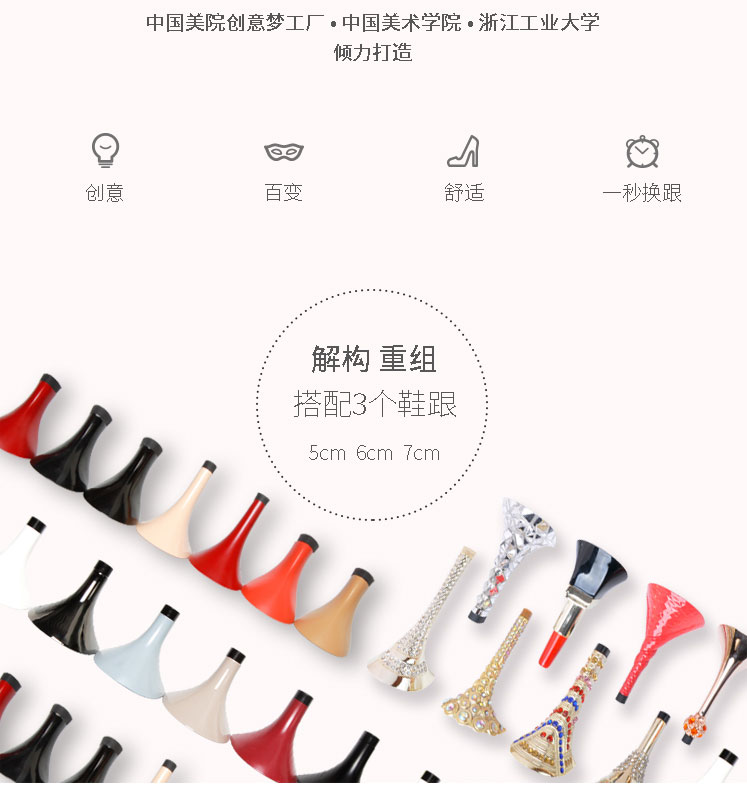 中国美院创意梦工厂•中国美术学院•浙江工业大学
倾力打造
创意
百变
舒适
一秒换跟
解构 重组
搭配3个鞋跟
5cm 6cm 7cm